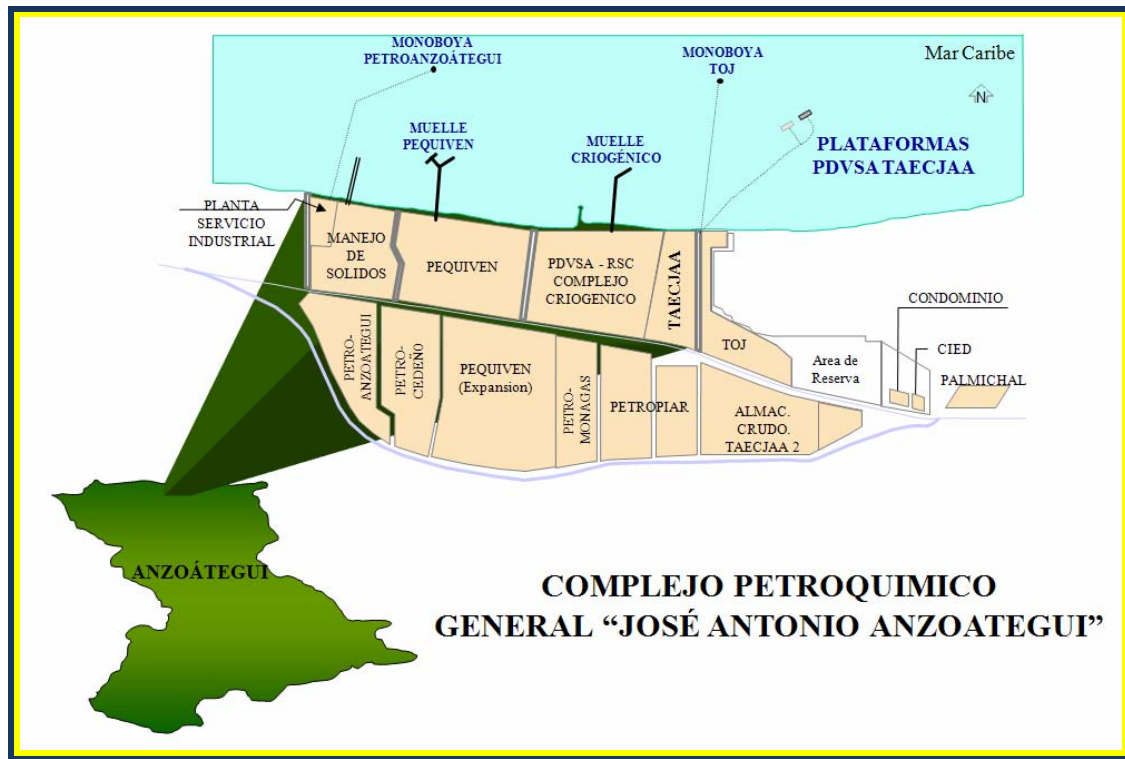 MONOBOYA
PETROANZOÁTEGUI
MONOBOYA
TOJ
Mar Caribe
N
MUELLE
PEQUIVEN
MUELLE
CRIOGÉNICO
PLATAFORMAS
PDVSA TAECJAA
PLANTA
SERVICIO
INDUSTRIAL
MANEJO
DE
SOLIDOS
PEQUIVEN
PDVSA - RSC
COMPLEJO
CRIOGENICO
TAECJAA
CONDOMINIO
CIED
PALMICHAL
TOJ
Area de
Reserva
PETRO-
ANZOATEGUI
PETRO-
CEDEÑO
PEQUIVEN
(Expansion)
PETRO-
MONAGAS
PETROPIAR
ALMAC.
CRUDO.
TAECJAA 2
ANZOÁTEGUI
COMPLEJO PETROQUIMICO
GENERAL “JOSÉ ANTONIO ANZOATEGUI”